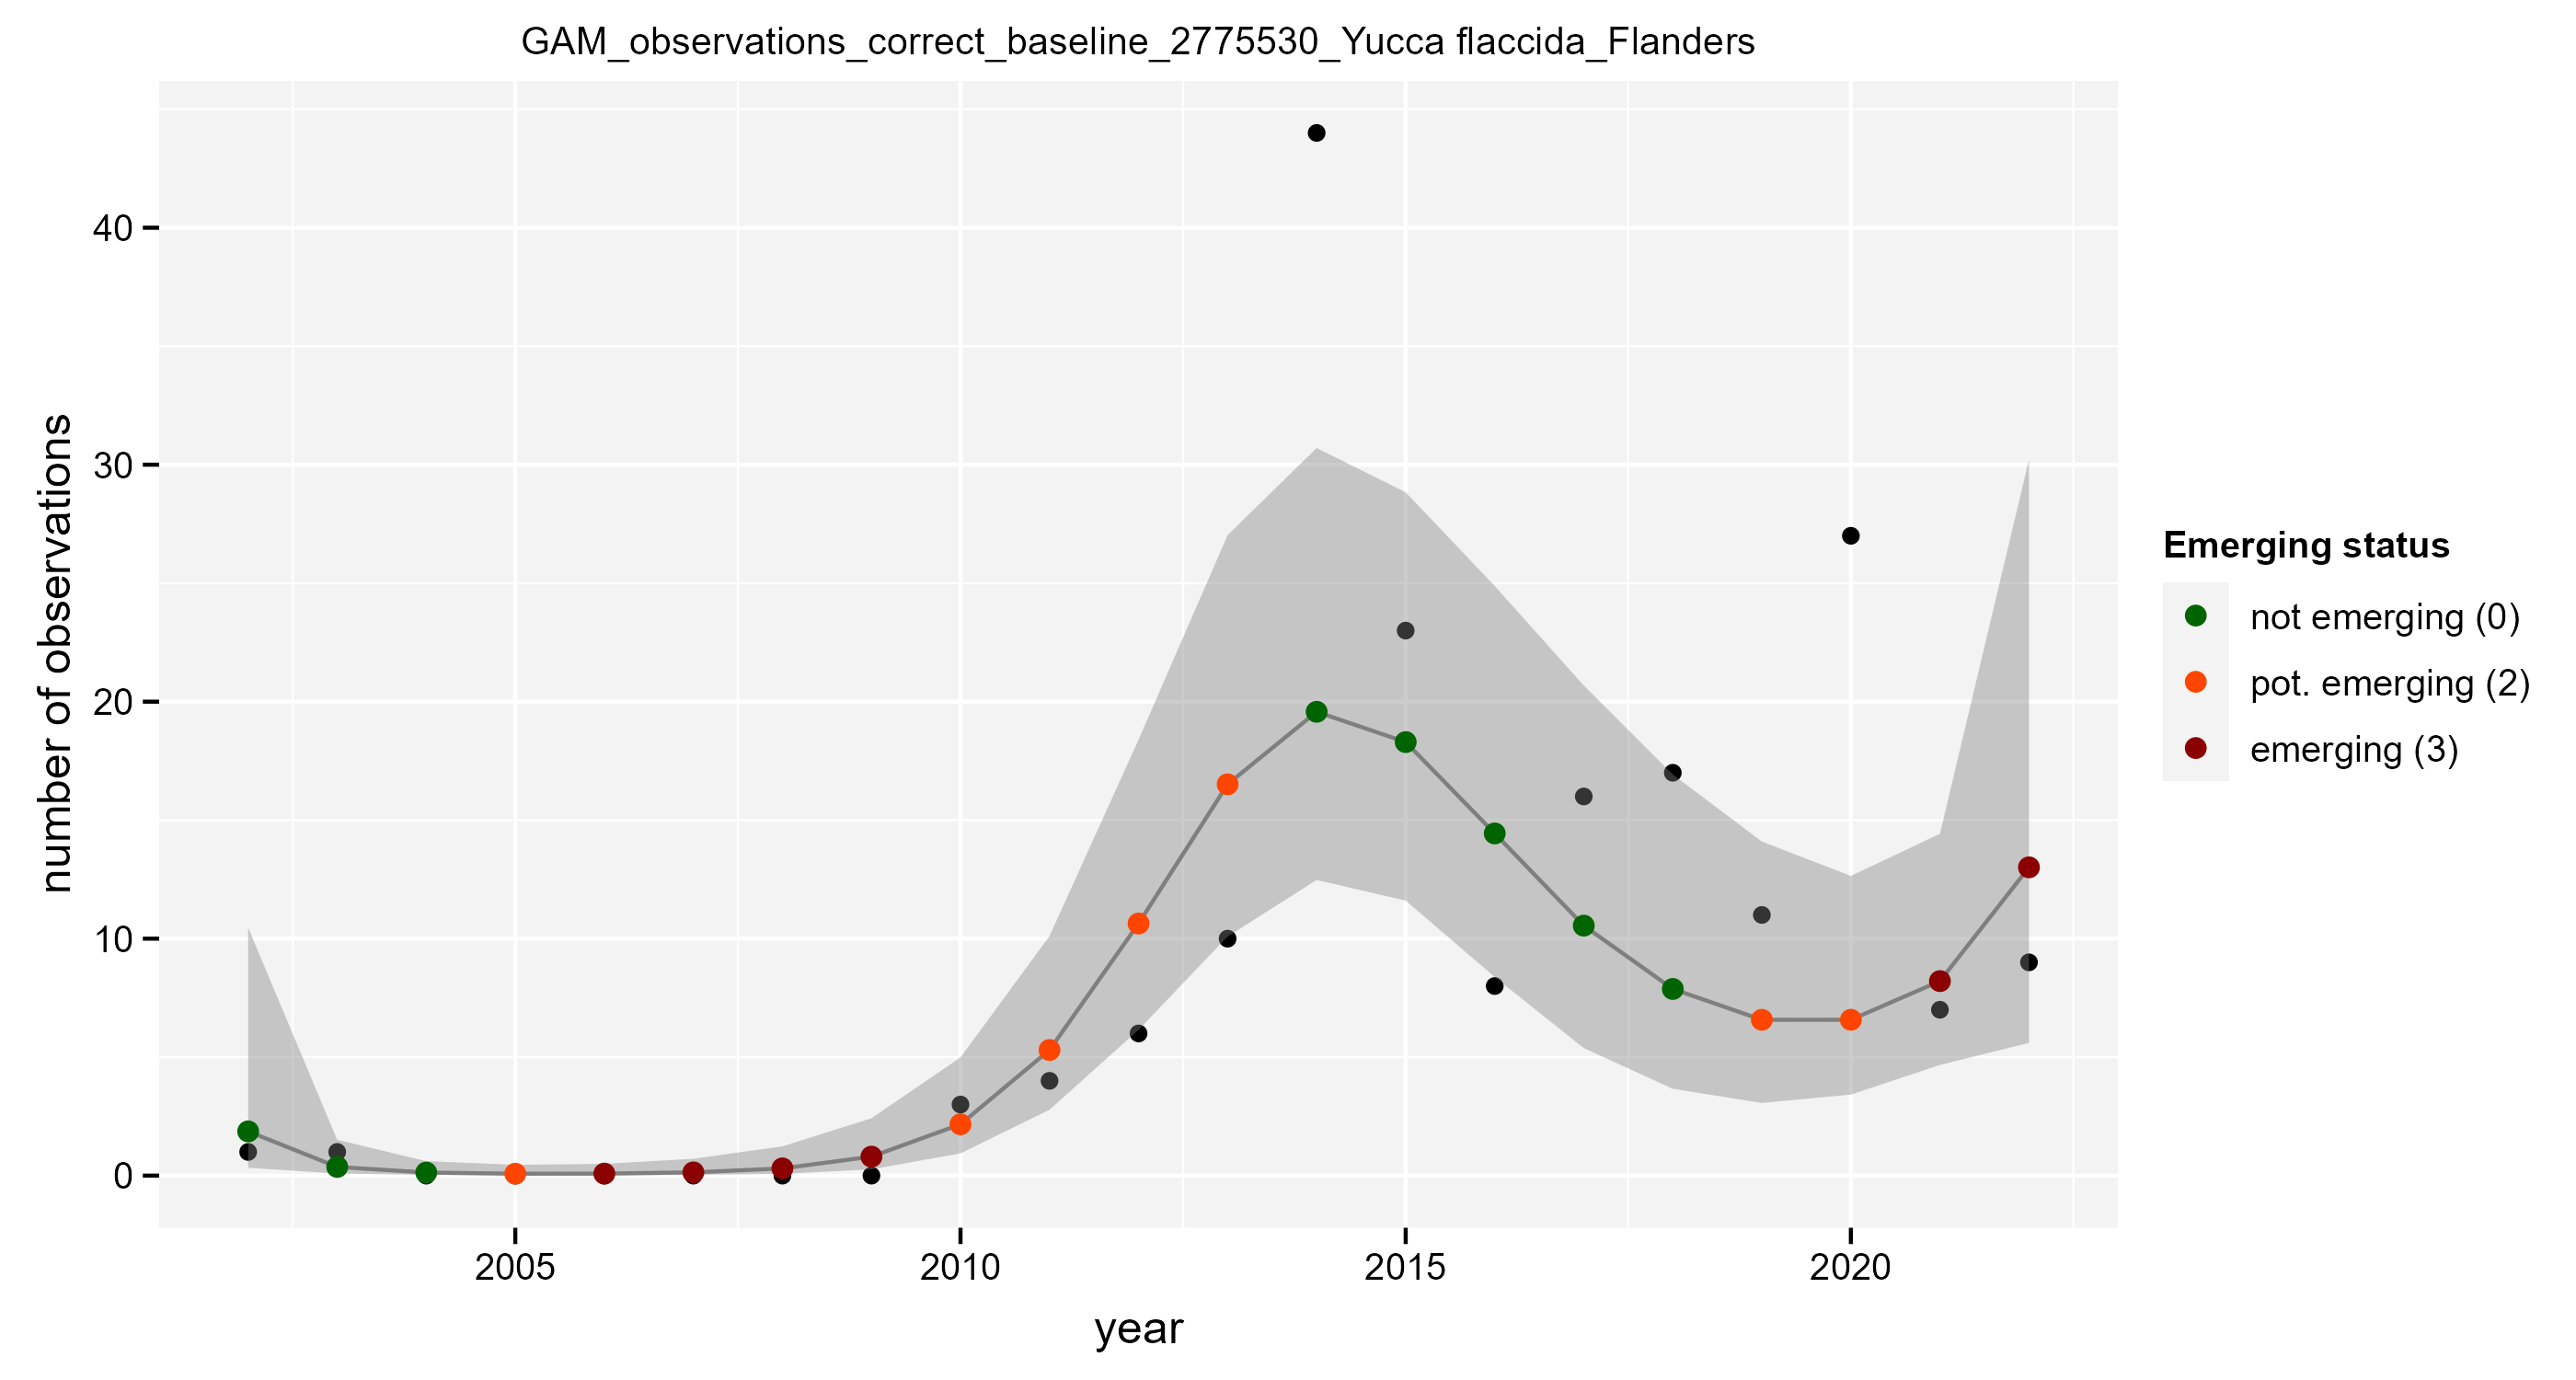 GAM_observations_correct_baseline_2775530_Yucca flaccida_Flanders
number of observations
40
30
20
10
0
2005
2010
2015
2020
year
Emerging status
not emerging (0)
pot. emerging (2)
emerging (3)